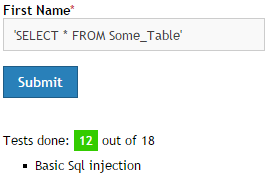 First Name*
'SELECT * FROM Some_Table'
Submit
Tests done: 12 out of 18
Basic Sql injection